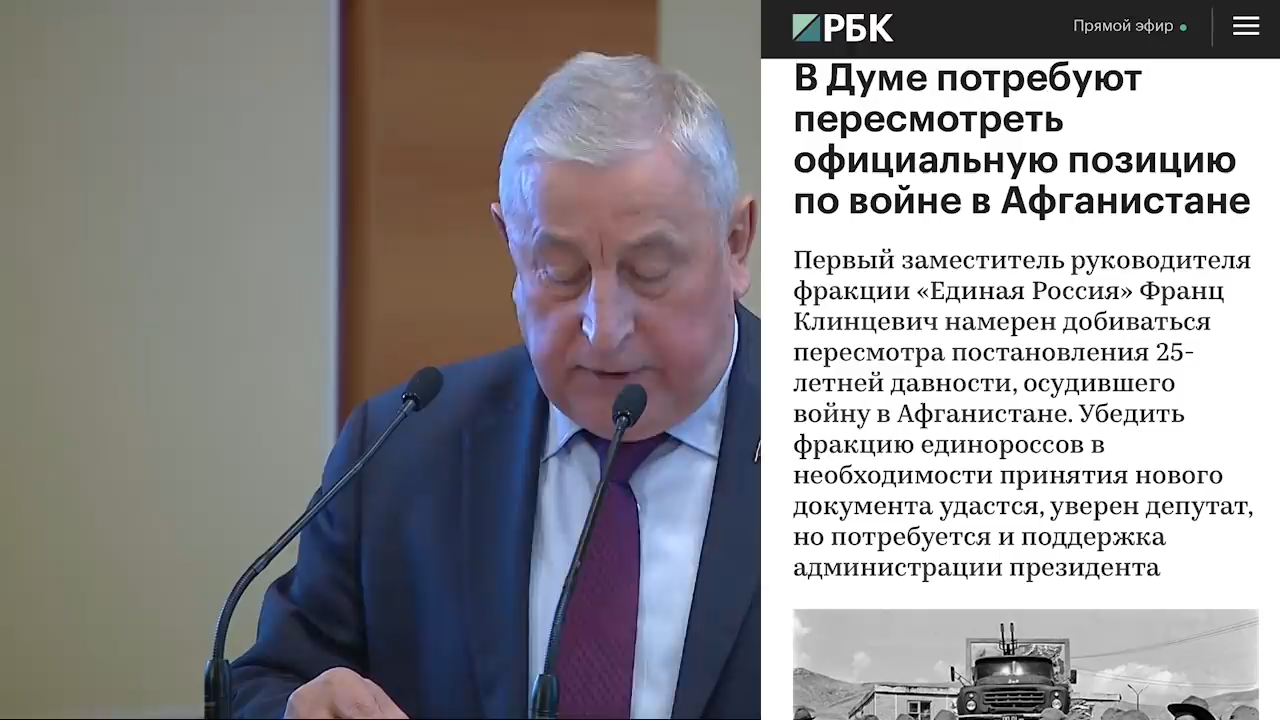 РБК
Прямой эфир
В Думе потребуют
пересмотреть
официальную позицию
по войне в Афганистане
Первый заместитель руководителя
фракции «Единая Россия» Франц
Клинцевич намерен добиваться
пересмотра постановления 25-
летней давности, осудившего
войну в Афганистане. Убедить
фракцию единороссов в
необходимости принятия нового
документа удастся, уверен депутат,
но потребуется и поддержка
администрации президента